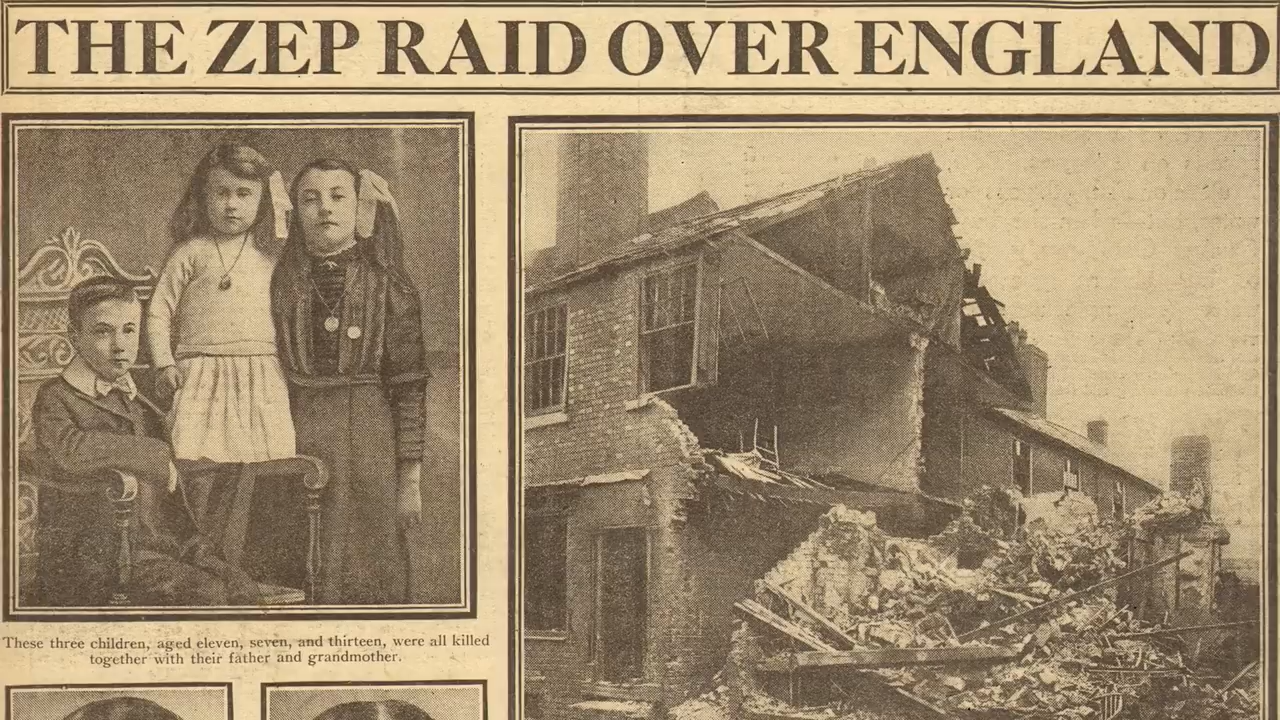 THE ZEP RAID OVER ENGLAND
These three children, aged eleven, seven, and thirteen, were all killed
together with their father and grandmother.